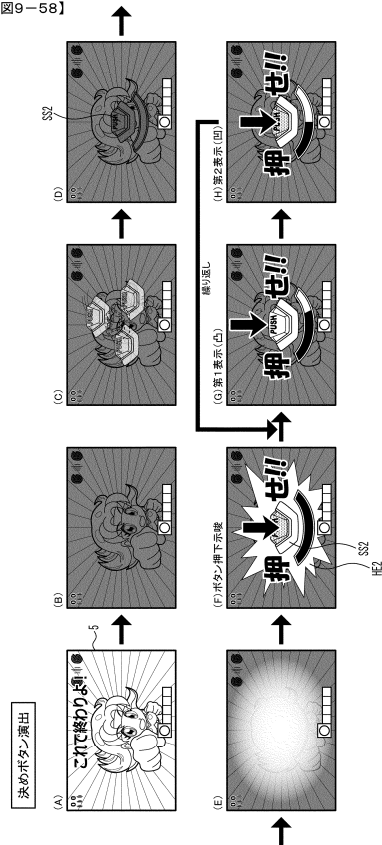 図9-58】
決めボタン演出
(A)
これで終わりよ!
5
(B)
(C)
(D)
PUSH
SS2
(E)
(F)ボタン押下示唆
押せ!!
SS2
HE2
(G)第1表示(凸)
押せ!!
PUSH
繰り返し
(H)第2表示(凹)
押せ!!
PUSH